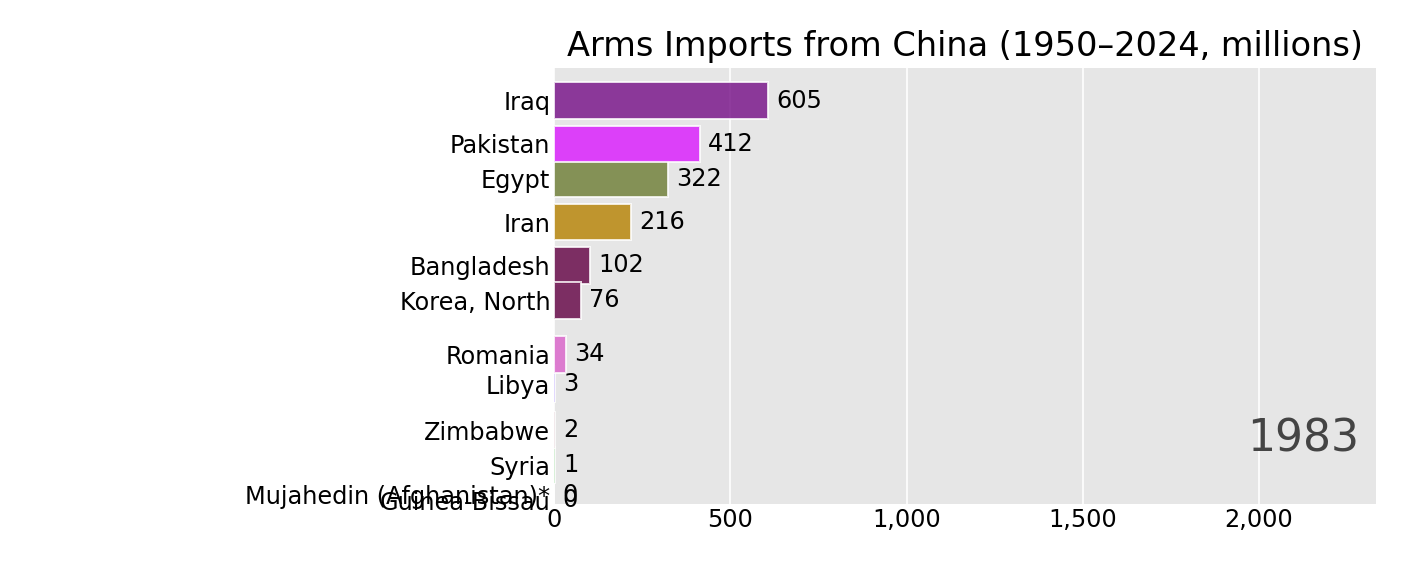 Arms Imports from China (1950–2024, millions)
Iraq 605
Pakistan 412
Egypt 322
Iran 216
Bangladesh 102
Korea, North 76
Romania 34
Libya 3
Zimbabwe 2
Syria 1
Mujahedin (Afghanistan)* 0
Guinea-Bissau 0
1983
0 500 1,000 1,500 2,000